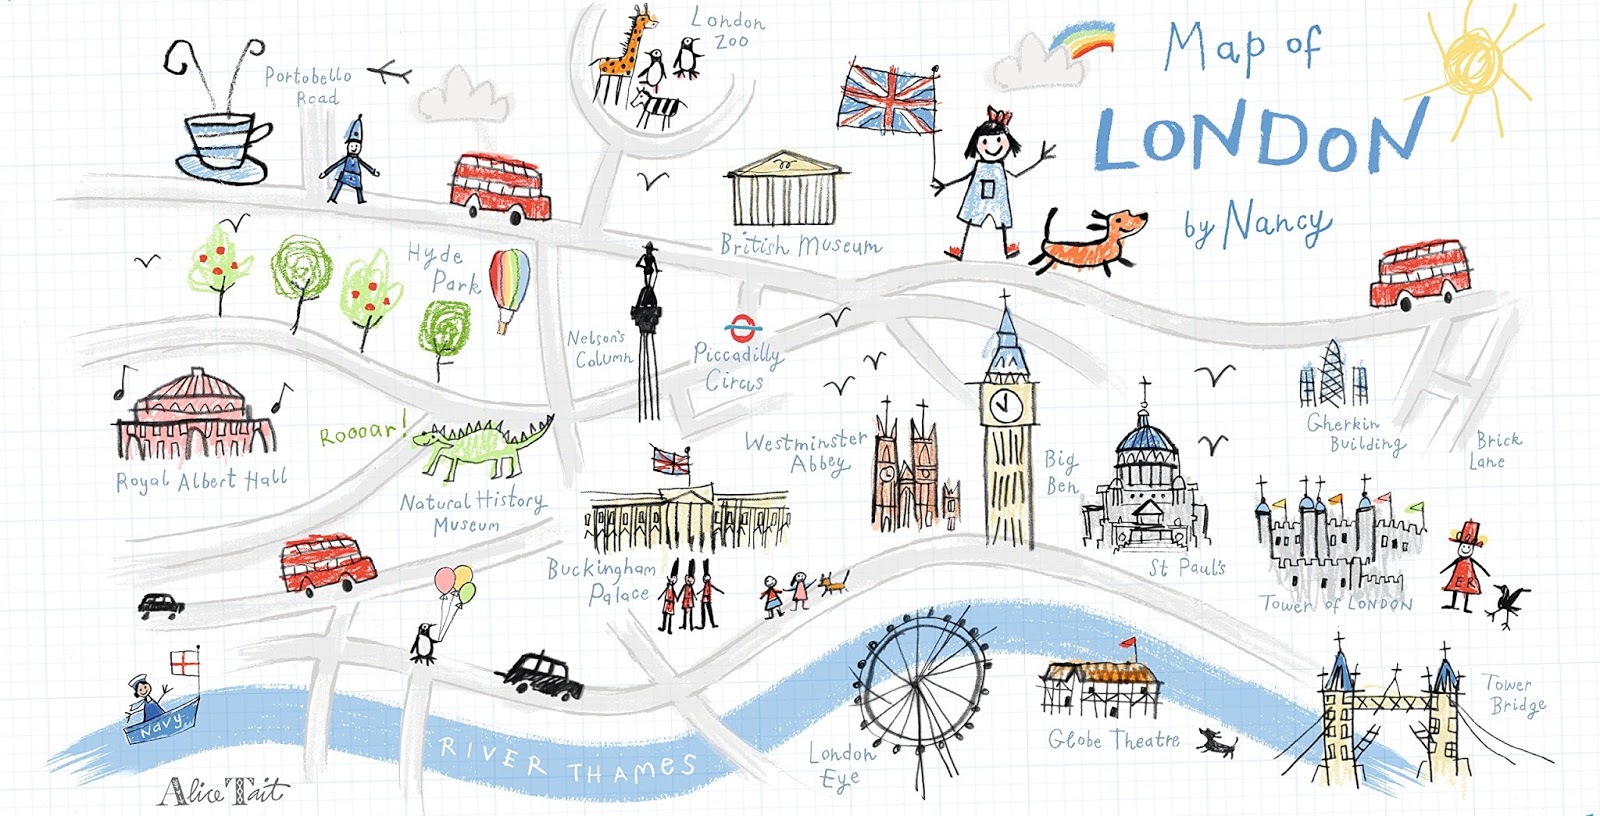 London
Zoo
Map of
LONDON
by Nancy
Portobello
Road
British Museum
Hyde
Park
Nelson's
Column
Piccadilly
Circus
Roooar!
Royal Albert Hall
Natural History
Museum
Westminster
Abbey
Big
Ben
Gherkin
Building
Brick
Lane
Buckingham
Palace
St Paul's
ER
Tower of LONDON
Tower
Bridge
Navy
RIVER THAMES
London
Eye
Globe Theatre
Alice Tait